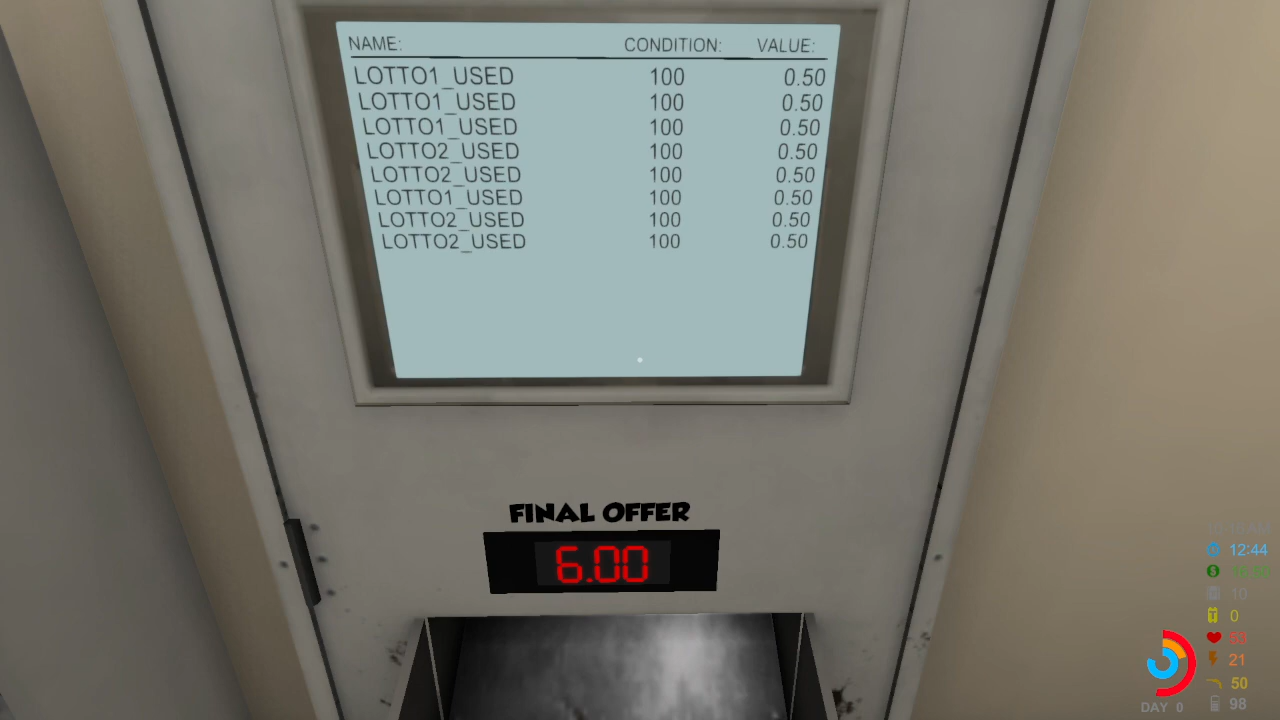 NAME: CONDITION: VALUE:
LOTTO1_USED 100 0.50
LOTTO1_USED 100 0.50
LOTTO1_USED 100 0.50
LOTTO2_USED 100 0.50
LOTTO2_USED 100 0.50
LOTTO1_USED 100 0.50
LOTTO2_USED 100 0.50
LOTTO2_USED 100 0.50
FINAL OFFER
6.00
12:44
10
0
33
21
50
DAY 0 98